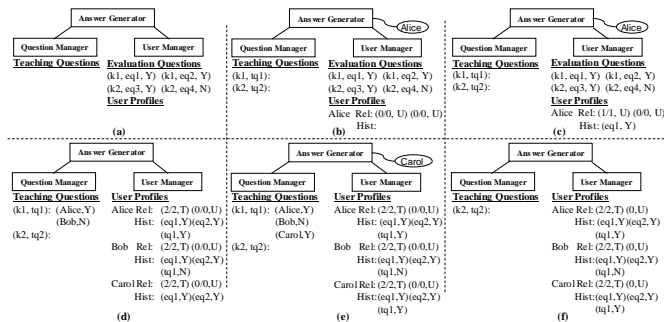 Answer Generator
Question Manager User Manager
Teaching Questions Evaluation Questions
(k1, eq1, Y) (k1, eq2, Y)
(k2, eq3, Y) (k2, eq4, N)
User Profiles
(a)
Answer Generator Alice
Question Manager User Manager
Teaching Questions Evaluation Questions
(k1, tq1): (k1, eq1, Y) (k1, eq2, Y)
(k2, tq2): (k2, eq3, Y) (k2, eq4, N)
User Profiles
Alice Rel: (0/0, U) (0/0, U)
Hist:
(b)
Answer Generator Alice
Question Manager User Manager
Teaching Questions Evaluation Questions
(k1, tq1): (k1, eq1, Y) (k1, eq2, Y)
(k2, tq2): (k2, eq3, Y) (k2, eq4, N)
User Profiles
Alice Rel: (1/1, U) (0/0, U)
Hist: (eq1, Y)
(c)
Answer Generator
Question Manager User Manager
Teaching Questions User Profiles
(k1, tq1): (Alice,Y) Alice Rel: (2/2,T) (0/0,U)
(Bob,N) Hist: (eq1,Y)(eq2,Y)
(k2, tq2): (tq1,Y)
Bob Rel: (2/2,T) (0/0,U)
Hist: (eq1,Y)(eq2,Y)
(tq1,N)
Carol Rel: (2/2,T) (0/0,U)
Hist: (eq1,Y)(eq2,Y)
(d)
Answer Generator Carol
Question Manager User Manager
Teaching Questions User Profiles
(k1, tq1): (Alice,Y) Alice Rel: (2/2,T) (0/0,U)
(Bob,N) Hist:(eq1,Y)(eq2,Y)
(Carol,Y) (tq1,Y)
(k2, tq2): Bob Rel: (2/2,T) (0/0,U)
Hist:(eq1,Y)(eq2,Y)
(tq1,N)
Carol Rel: (2/2,T) (0/0,U)
Hist:(eq1,Y)(eq2,Y)
(tq1,Y)
(e)
Answer Generator
Question Manager User Manager
Teaching Questions User Profiles
(k2, tq2): Alice Rel: (2/2,T) (0,U)
Hist:(eq1,Y)(eq2,Y)
(tq1,Y)
Bob Rel: (2/2,T) (0,U)
Hist:(eq1,Y)(eq2,Y)
(tq1,N)
Carol Rel: (2/2,T) (0,U)
Hist:(eq1,Y)(eq2,Y)
(tq1,Y)
(f)